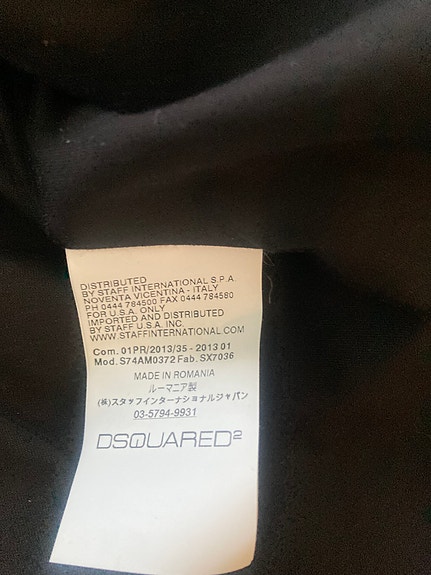 DISTRIBUTED
BY STAFF INTERNATIONAL S.P.A.
NOVENTA VICENTINA - ITALY
PH 0444 784500 FAX 0444 784580
FOR U.S.A. ONLY
IMPORTED AND DISTRIBUTED
BY STAFF U.S.A. INC.
WWW.STAFFINTERNATIONAL.COM
Com. 01PR/2013/35 - 2013 01
Mod. S74AM0372 Fab. SX7036
MADE IN ROMANIA
ルーマニア製
(株)スタッフインターナショナルジャパン
03-5794-9931
DSQUARED²